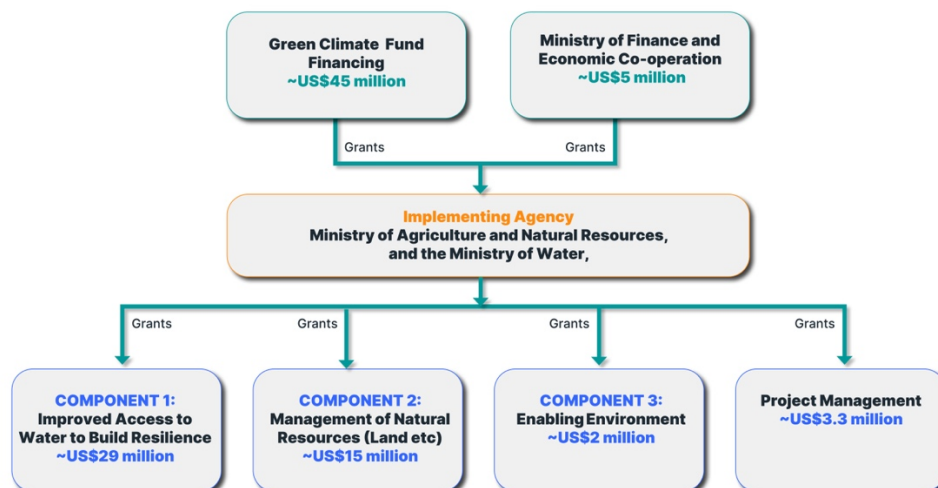 Green Climate Fund
Financing
~US$45 million
Ministry of Finance and
Economic Co-operation
~US$5 million
Grants
Grants
Implementing Agency
Ministry of Agriculture and Natural Resources,
and the Ministry of Water,
Grants
Grants
Grants
Grants
COMPONENT 1:
Improved Access to
Water to Build Resilience
~US$29 million
COMPONENT 2:
Management of Natural
Resources (Land etc)
~US$15 million
COMPONENT 3:
Enabling Environment
~US$2 million
Project Management
~US$3.3 million